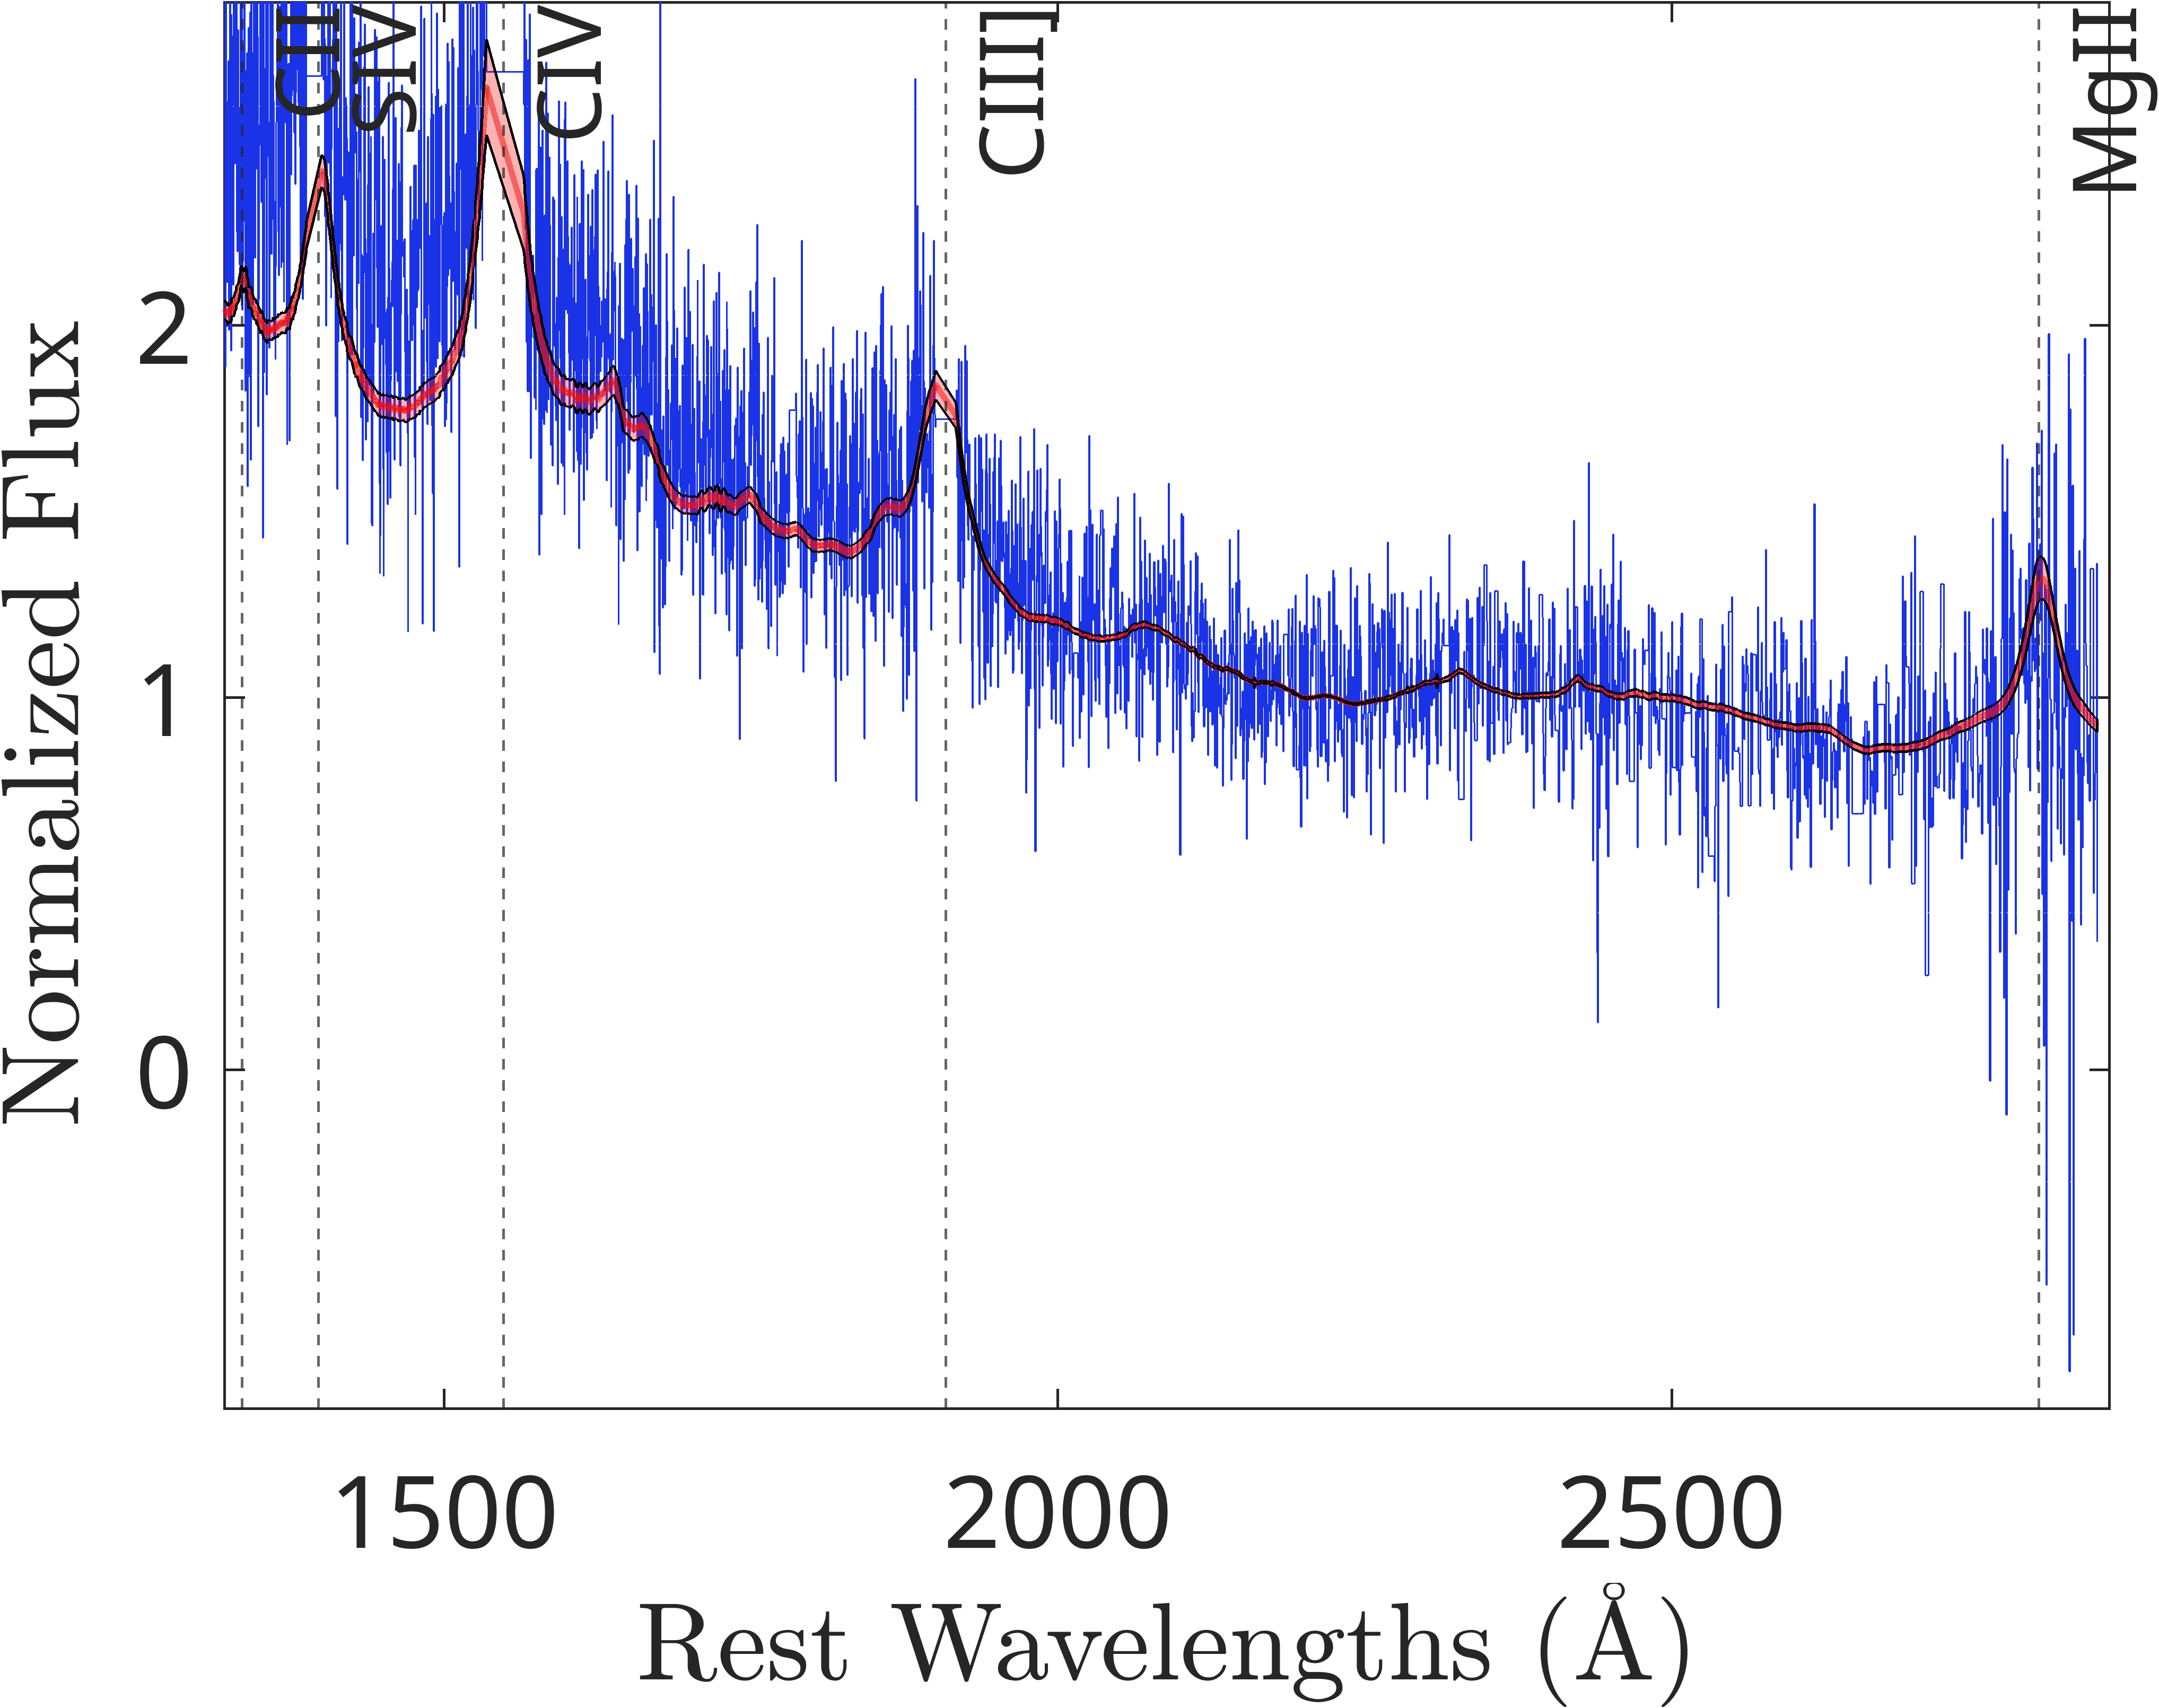 CII
SIV
CIV
CIII]
MgII
Normalized Flux
2
1
0
1500
2000
2500
Rest Wavelengths (Å)